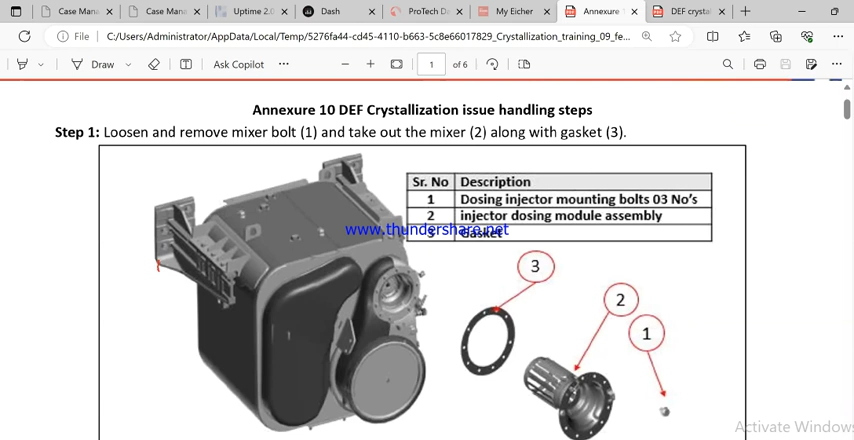 Case Mana
Case Mana
Uptime 2.0
Dash
ProTech Da
My Eicher
Annexure 1
DEF crystal
File
C:/Users/Administrator/AppData/Local/Temp/5276fa44-cd45-4110-b663-5c8e66017829_Crystallization_training_09_fe...
Draw
Ask Copilot
1 of 6
Annexure 10 DEF Crystallization issue handling steps
Step 1: Loosen and remove mixer bolt (1) and take out the mixer (2) along with gasket (3).
Sr. No Description
1 Dosing injector mounting bolts 03 No's
2 injector dosing module assembly
3 Gasket
www.thundershare.net
3
2
1
Activate Windows